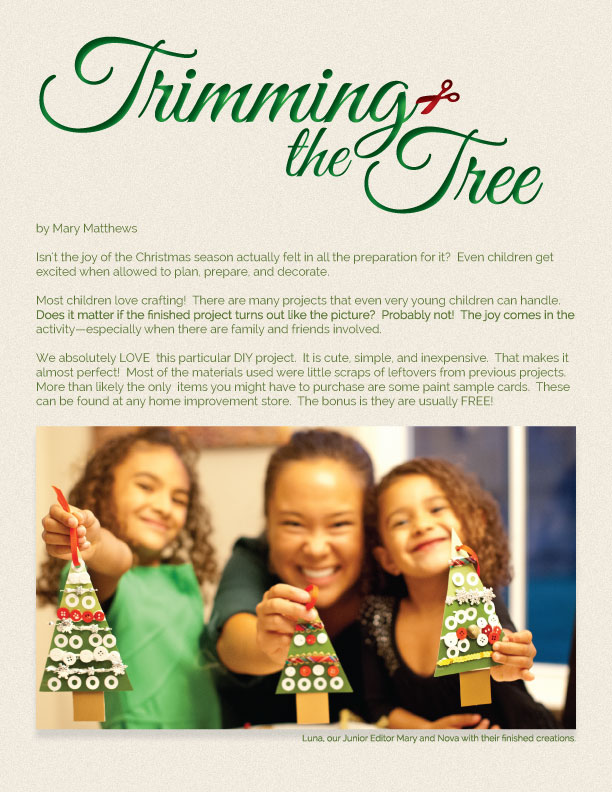 Trimming
the Tree
by Mary Matthews
Isn't the joy of the Christmas season actually felt in all the preparation for it?  Even children get
excited when allowed to plan, prepare, and decorate.
Most children love crafting!  There are many projects that even very young children can handle.
Does it matter if the finished project turns out like the picture?  Probably not!  The joy comes in the
activity—especially when there are family and friends involved.
We absolutely LOVE  this particular DIY project.  It is cute, simple, and inexpensive.  That makes it
almost perfect!  Most of the materials used were little scraps of leftovers from previous projects.
More than likely the only  items you might have to purchase are some paint sample cards.  These
can be found at any home improvement store.  The bonus is they are usually FREE!
Luna, our Junior Editor Mary and Nova with their finished creations.